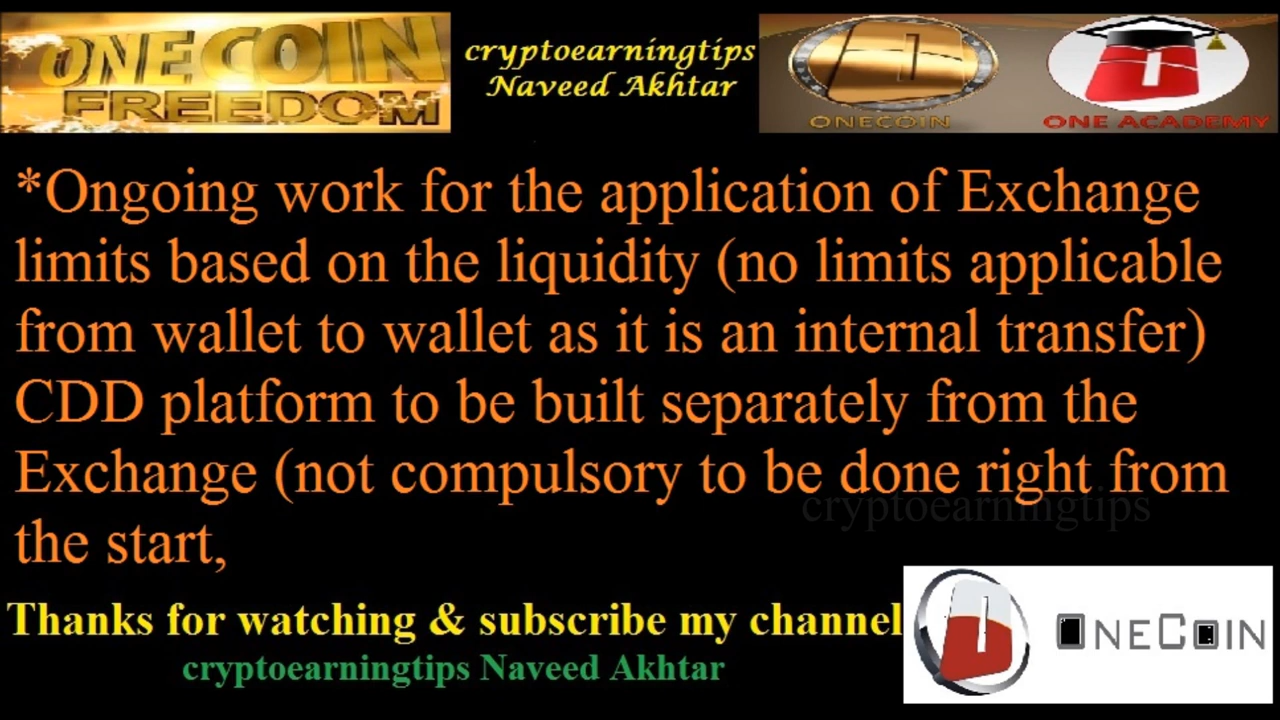 ONE COIN
FREEDOM
cryptoearningtips
Naveed Akhtar
ONECOIN
ONE ACADEMY
*Ongoing work for the application of Exchange
limits based on the liquidity (no limits applicable
from wallet to wallet as it is an internal transfer)
CDD platform to be built separately from the
Exchange (not compulsory to be done right from
the start,
cryptoearningtips
Thanks for watching & subscribe my channel
cryptoearningtips Naveed Akhtar
ONECOIN